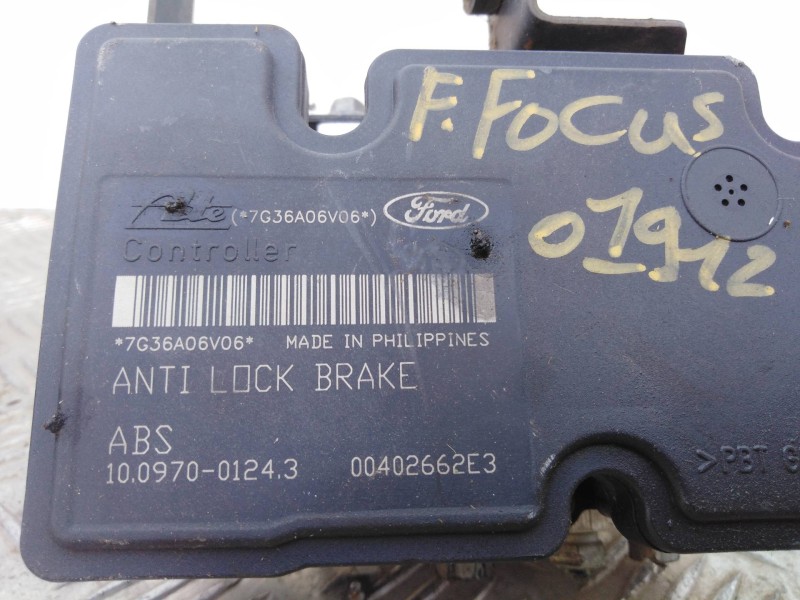 F.FOCUS
01912
Ate (*7G36A06V06*) Ford
Controller
*7G36A06V06* MADE IN PHILIPPINES
ANTI LOCK BRAKE
ABS
10.0970-0124.3 00402662E3
>PBT